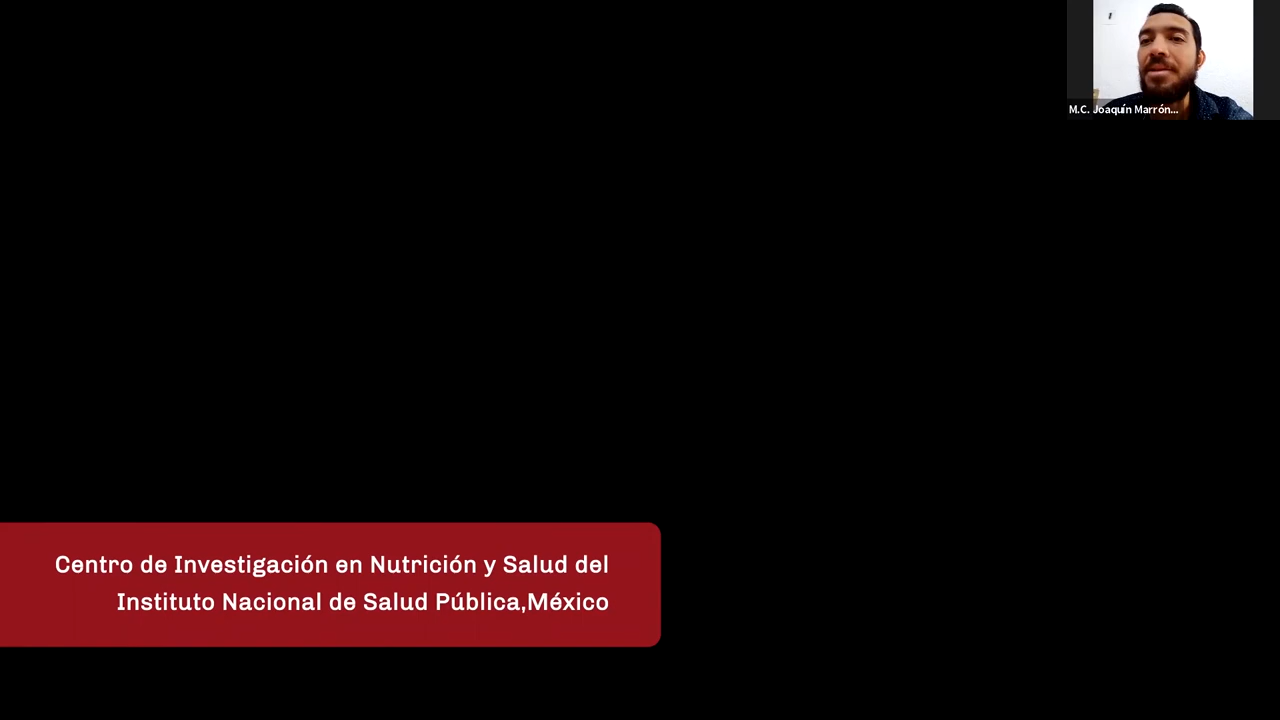 M.C. Joaquín Marrón...
Centro de Investigación en Nutrición y Salud del
Instituto Nacional de Salud Pública,México